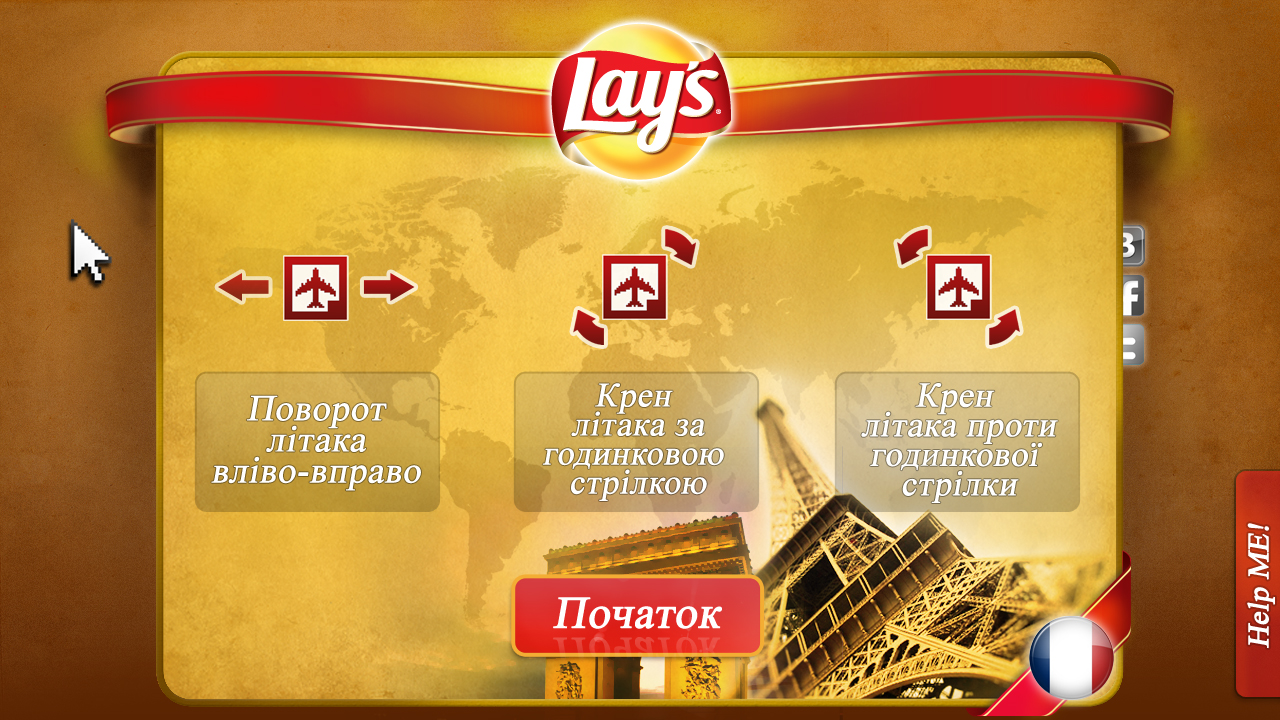 Lay's
B
f
Поворот
літака
вліво-вправо
Крен
літака за
годинковою
стрілкою
Крен
літака проти
годинкової
стрілки
Початок
Help ME!